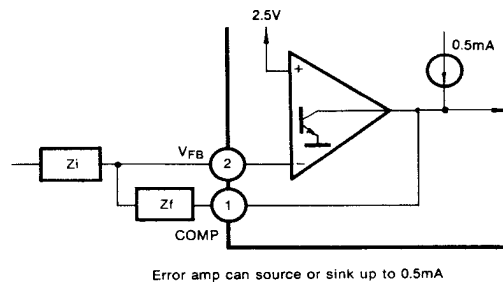 2.5V
0.5mA
+
Zi
VFB
2
−
Zf
1
COMP
Error amp can source or sink up to 0.5mA